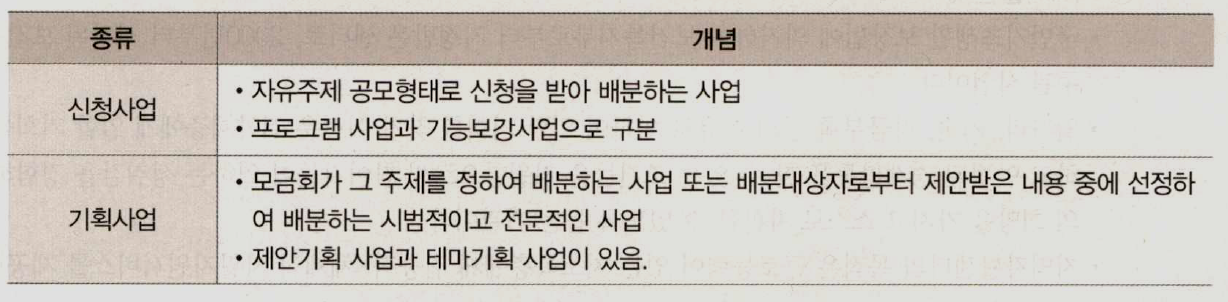 종류 개념
신청사업
• 자유주제 공모형태로 신청을 받아 배분하는 사업
• 프로그램 사업과 기능보강사업으로 구분
기획사업
• 모금회가 그 주제를 정하여 배분하는 사업 또는 배분대상자로부터 제안받은 내용 중에 선정하
여 배분하는 시범적이고 전문적인 사업
• 제안기획 사업과 테마기획 사업이 있음.